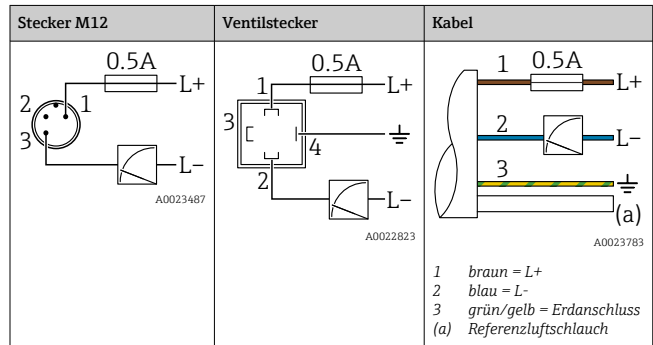 Stecker M12
Ventilstecker
Kabel
0.5A
L+
2
1
3
L–
A0023487
0.5A
1
L+
3
4
2
L–
A0022823
1
0.5A
L+
2
L–
3
(a)
A0023783
1 braun = L+
2 blau = L-
3 grün/gelb = Erdanschluss
(a) Referenzluftschlauch